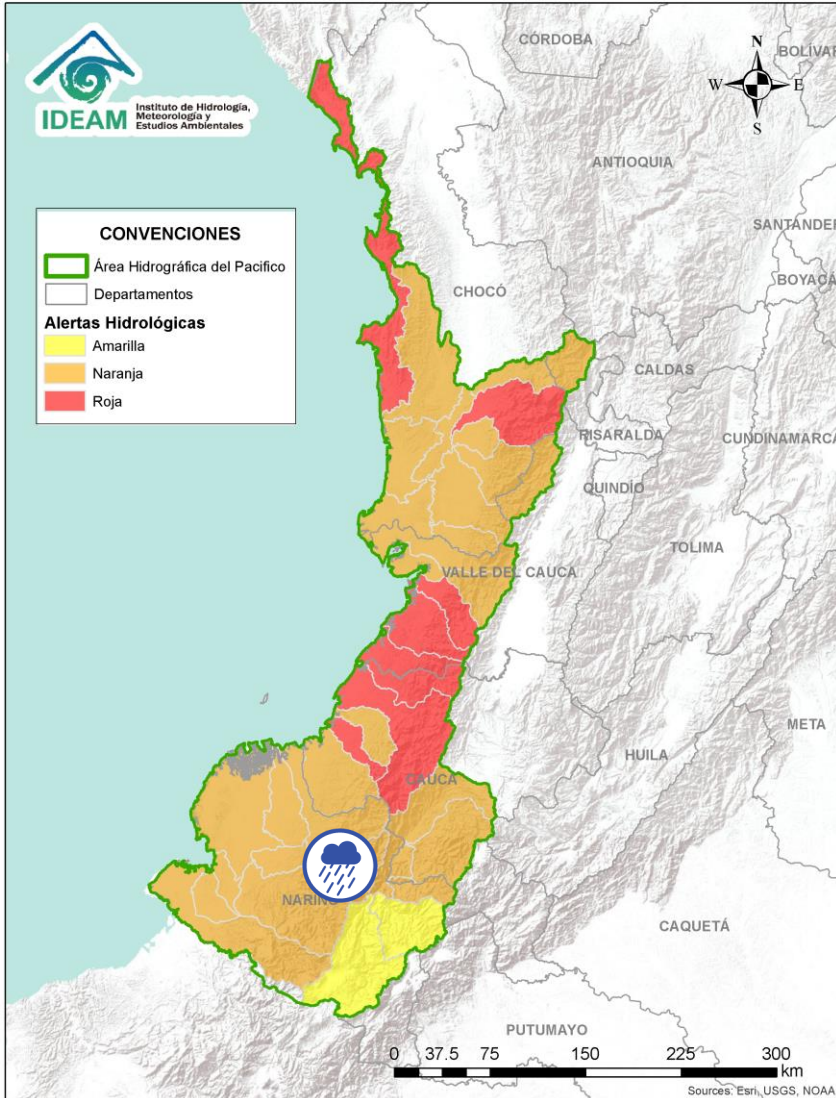 IDEAM
Instituto de Hidrología,
Meteorología y
Estudios Ambientales
CONVENCIONES
Área Hidrográfica del Pacifico
Departamentos
Alertas Hidrológicas
Amarilla
Naranja
Roja
N
W
E
S
CÓRDOBA
BOLÍVAR
ANTIOQUIA
SANTANDER
BOYACÁ
CHOCÓ
CALDAS
RISARALDA
CUNDINAMARCA
QUINDÍO
TOLIMA
VALLE DEL CAUCA
META
HUILA
CAUCA
NARIÑO
CAQUETÁ
PUTUMAYO
0 37.5 75 150 225 300
km
Sources: Esri, USGS, NOAA